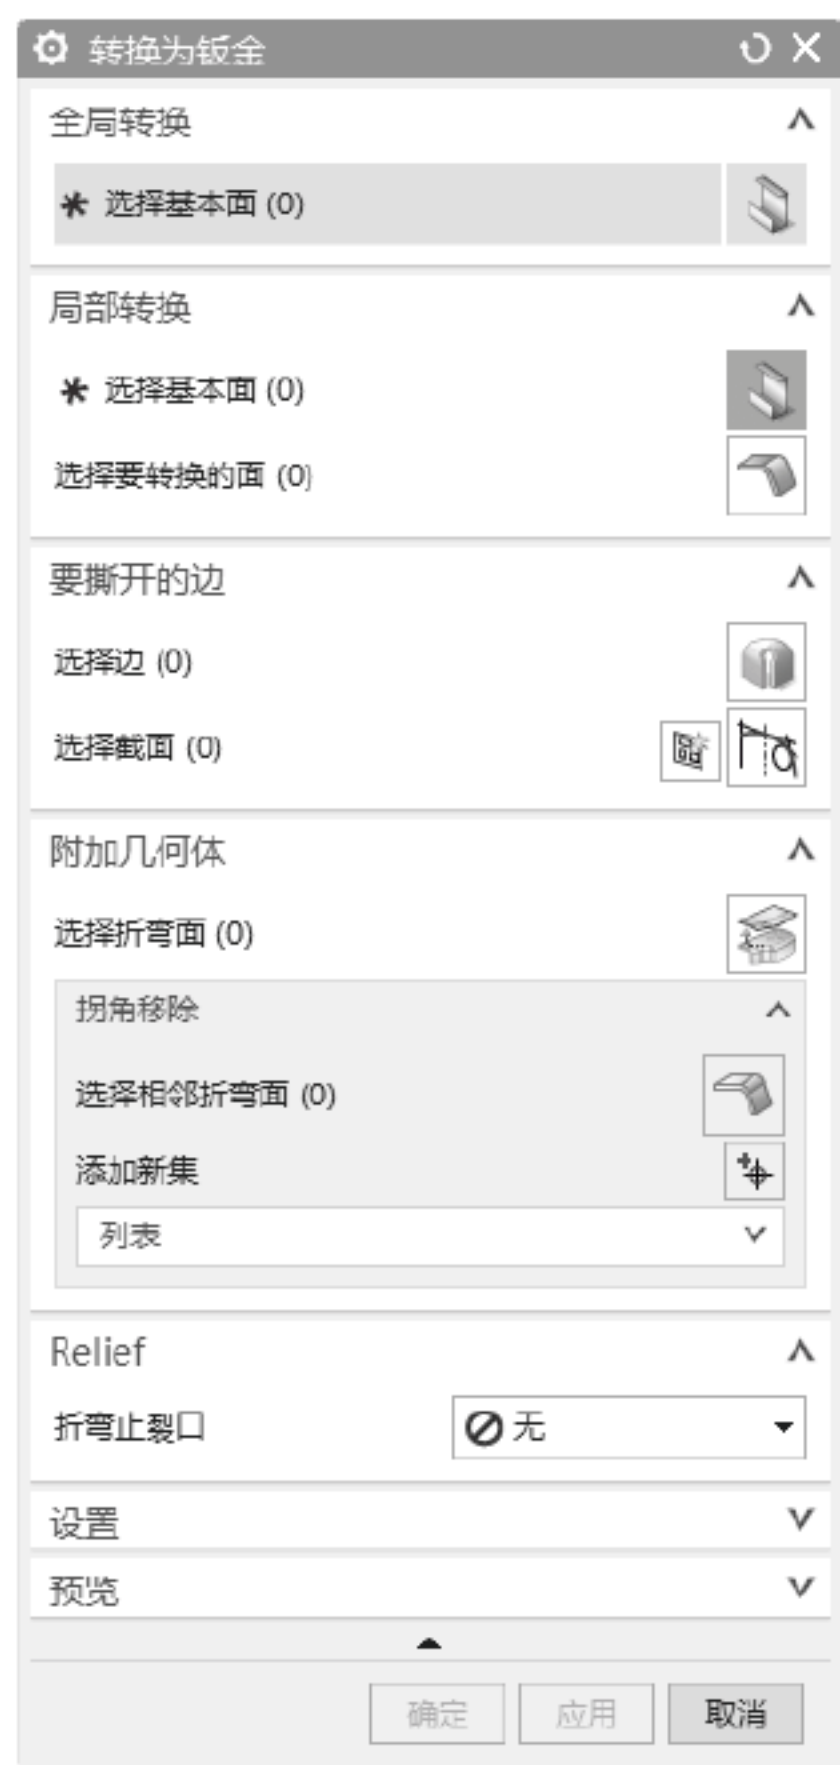 转换为钣金
全局转换
* 选择基本面 (0)
局部转换
* 选择基本面 (0)
选择要转换的面 (0)
要撕开的边
选择边 (0)
选择截面 (0)
附加几何体
选择折弯面 (0)
拐角移除
选择相邻折弯面 (0)
添加新集
列表
Relief
折弯止裂口 无
设置
预览
确定 应用 取消